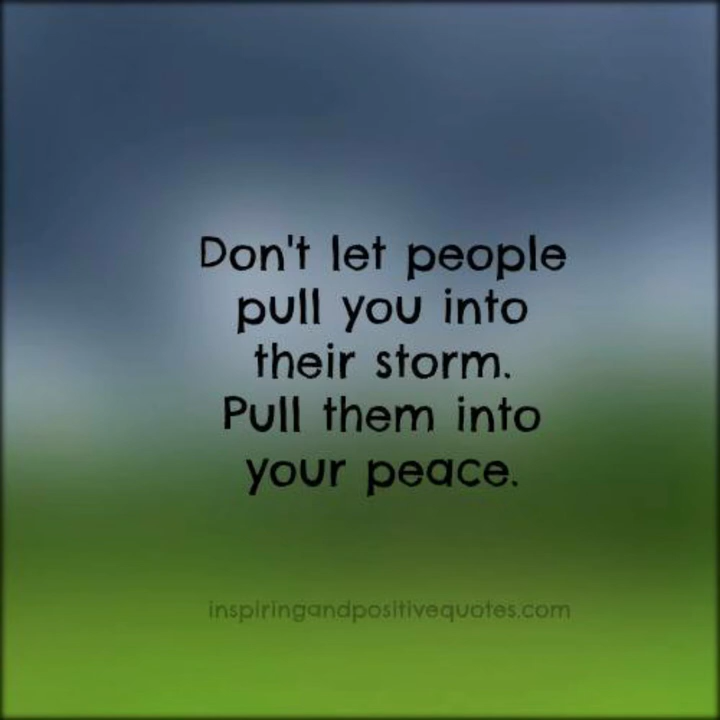 Don't let people
pull you into
their storm.
Pull them into
your peace.
inspiringandpositivequotes.com